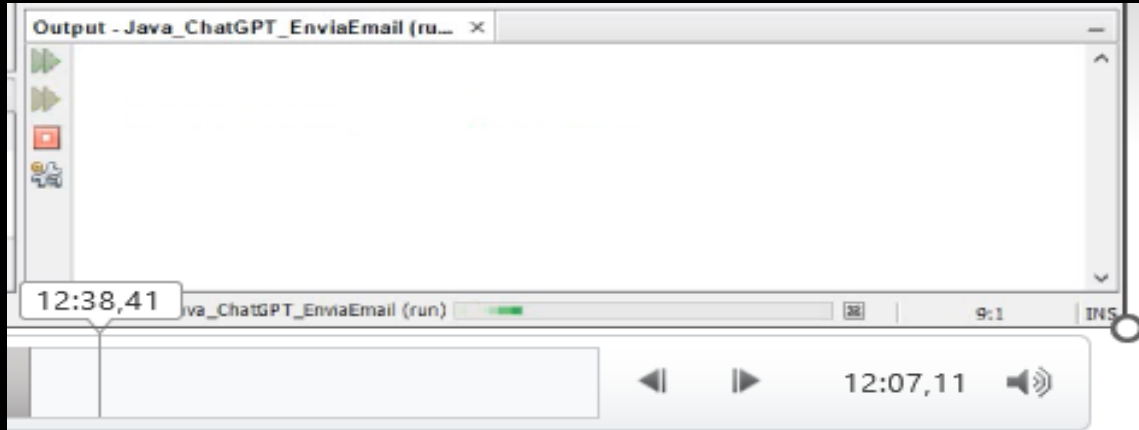 Output - Java_ChatGPT_EnviaEmail (ru...
12:38,41
va_ChatGPT_EnviaEmail (run)
9:1
INS
12:07,11